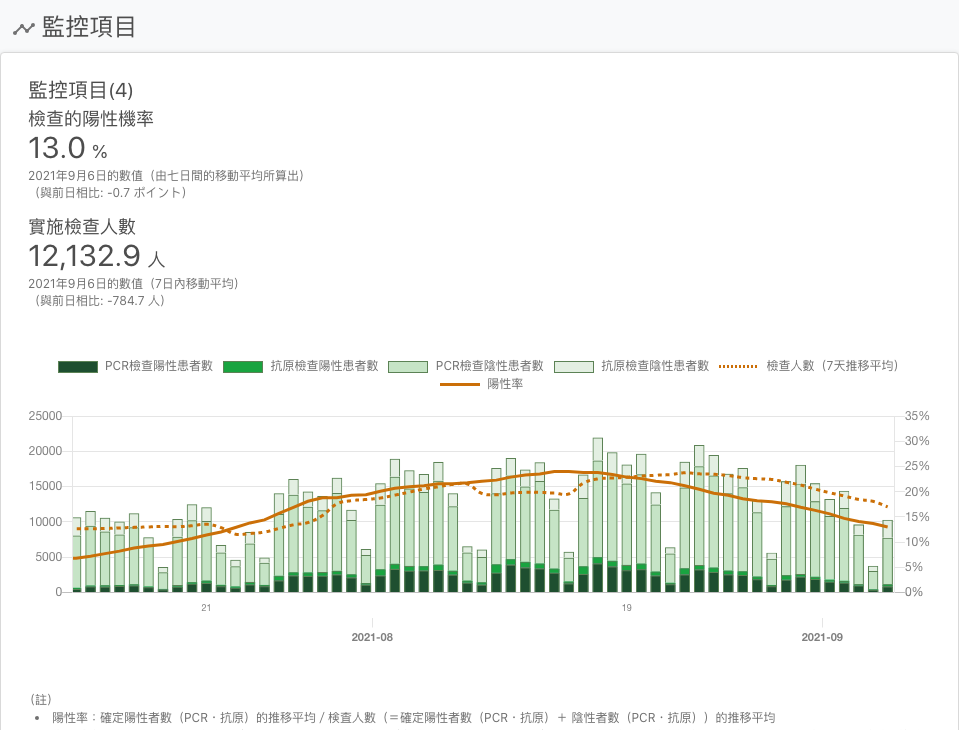 監控項目
監控項目(4)
檢查的陽性機率
13.0 %
2021年9月6日的數值（由七日間的移動平均所算出）
（與前日相比: -0.7 ポイント）
實施檢查人數
12,132.9 人
2021年9月6日的數值（7日內移動平均）
（與前日相比: -784.7 人）
PCR檢查陽性患者數 抗原檢查陽性患者數 PCR檢查陰性患者數 抗原檢查陰性患者數 檢查人數（7天推移平均）
陽性率
25000 35%
30%
20000
25%
15000 20%
15%
10000
10%
5000 5%
0 0%
21 19
2021-08 2021-09
（註）
• 陽性率：確定陽性者數（PCR・抗原）的推移平均 / 検査人數（＝確定陽性者數（PCR・抗原）＋ 陰性者數（PCR・抗原））的推移平均